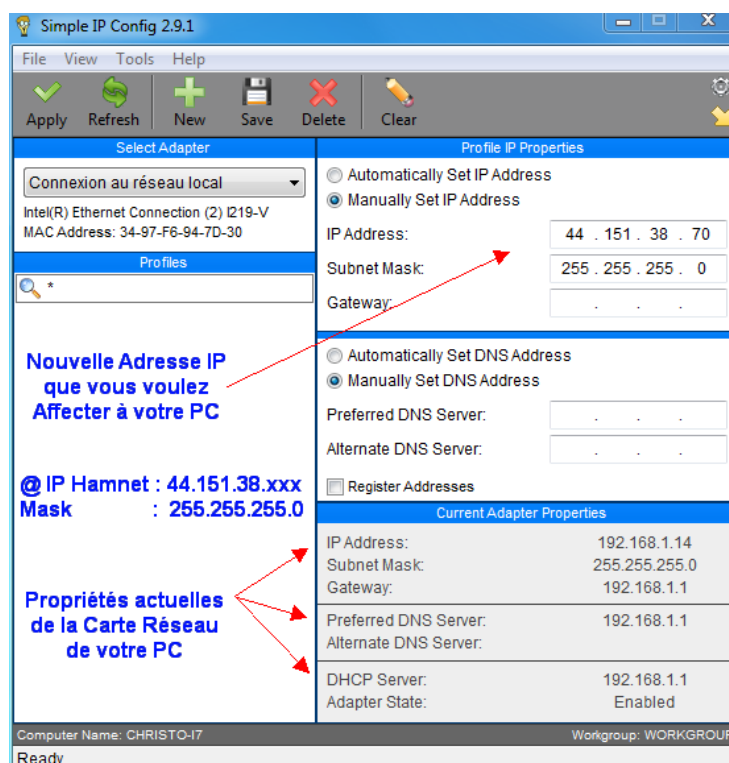 Simple IP Config 2.9.1
File View Tools Help
Apply Refresh New Save Delete Clear
Select Adapter
Connexion au réseau local
Intel(R) Ethernet Connection (2) I219-V
MAC Address: 34-97-F6-94-7D-30
Profiles
*
Nouvelle Adresse IP
que vous voulez
Affecter à votre PC
@ IP Hamnet : 44.151.38.xxx
Mask : 255.255.255.0
Propriétés actuelles
de la Carte Réseau
de votre PC
Profile IP Properties
Automatically Set IP Address
Manually Set IP Address
IP Address: 44 . 151 . 38 . 70
Subnet Mask: 255 . 255 . 255 . 0
Gateway: . . .
Automatically Set DNS Address
Manually Set DNS Address
Preferred DNS Server: . . .
Alternate DNS Server: . . .
Register Addresses
Current Adapter Properties
IP Address: 192.168.1.14
Subnet Mask: 255.255.255.0
Gateway: 192.168.1.1
Preferred DNS Server: 192.168.1.1
Alternate DNS Server:
DHCP Server: 192.168.1.1
Adapter State: Enabled
Computer Name: CHRISTO-I7 Workgroup: WORKGROUP
Ready